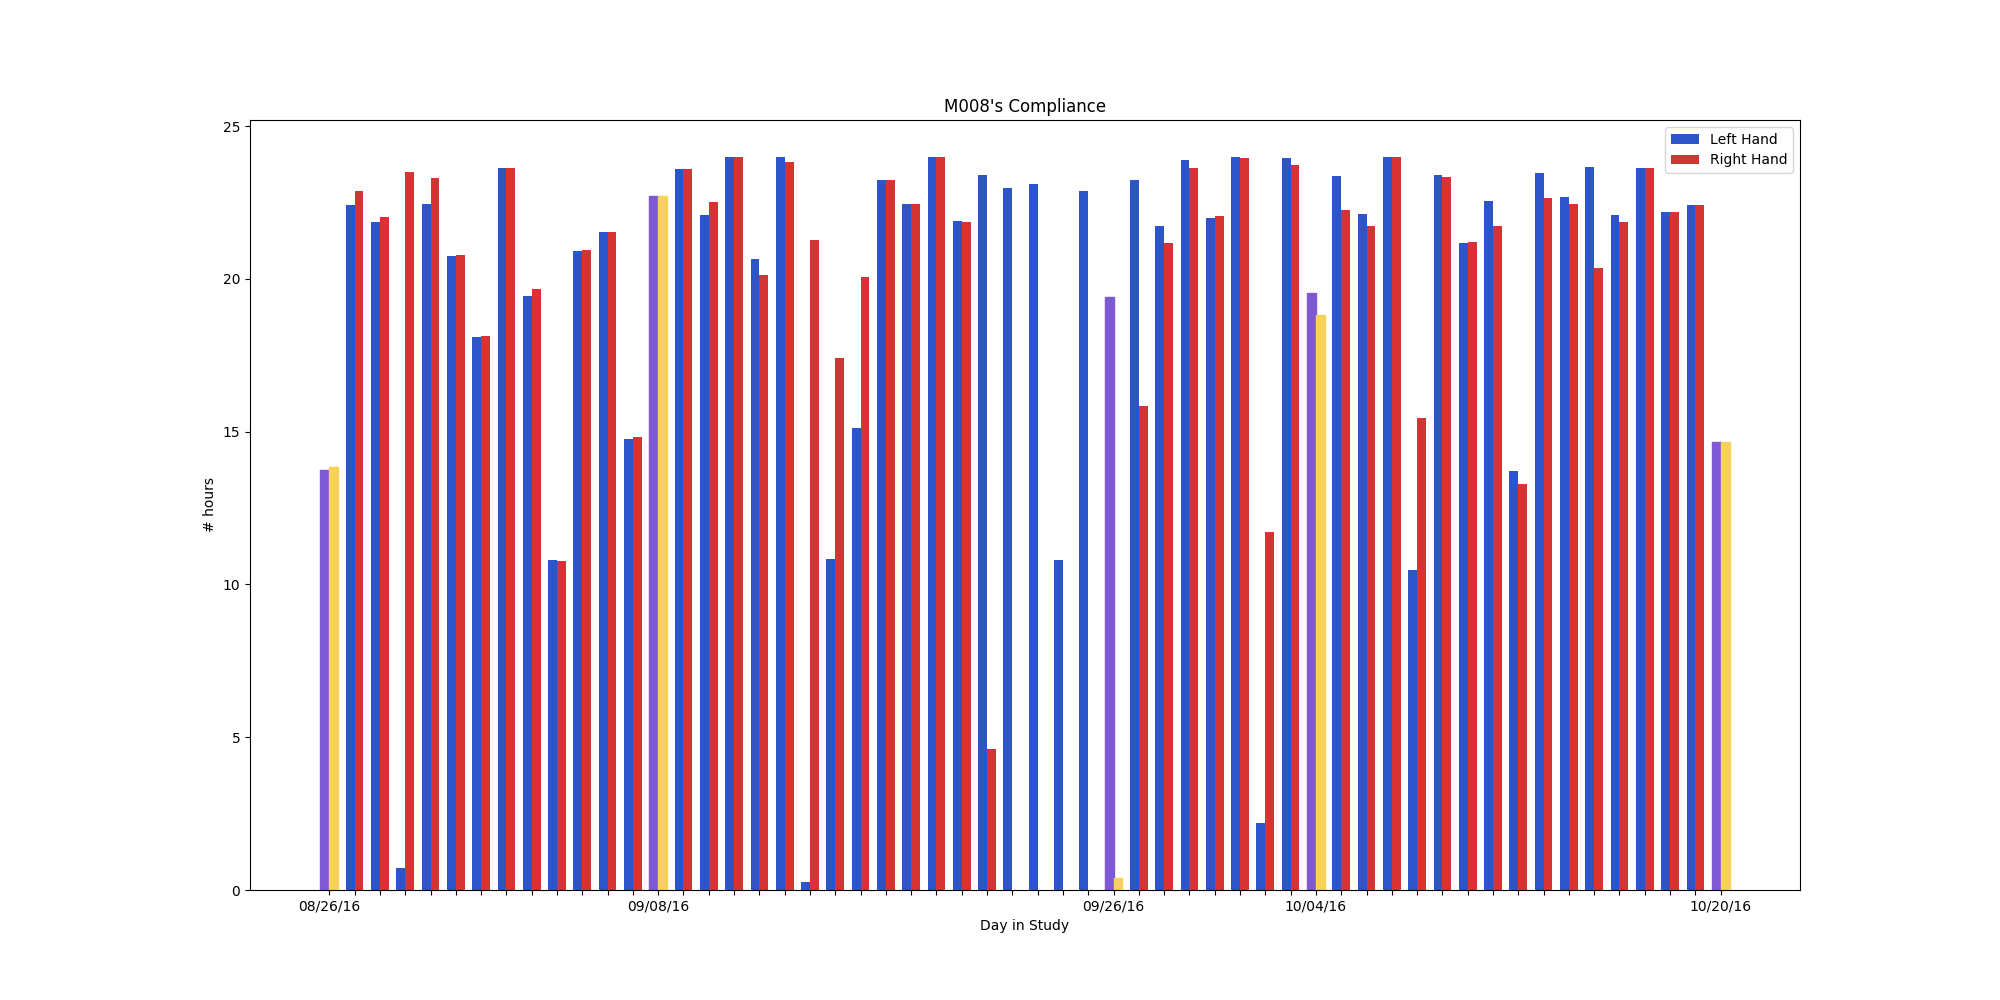 M008's Compliance
Left Hand
Right Hand
25
20
15
10
5
0
# hours
08/26/16 09/08/16 09/26/16 10/04/16 10/20/16
Day in Study